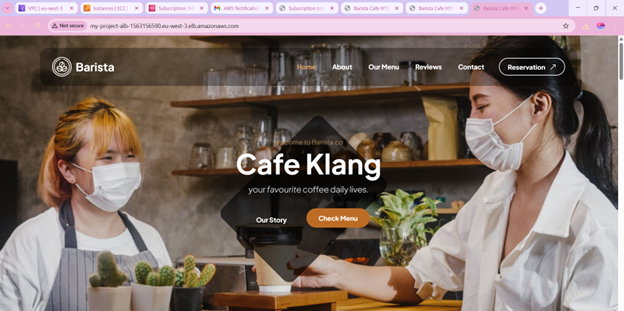 VPC | eu-west-3
Instances | EC2 |
Subscription: f
AWS Notificatio
Subscription co
Barista Cafe HT
Barista Cafe HT
Barista Cafe HT
Not secure
my-project-alb-1563156590.eu-west-3.elb.amazonaws.com
Barista
Home
About
Our Menu
Reviews
Contact
Reservation
welcome to Barista.co
Cafe Klang
your favourite coffee daily lives.
Our Story
Check Menu